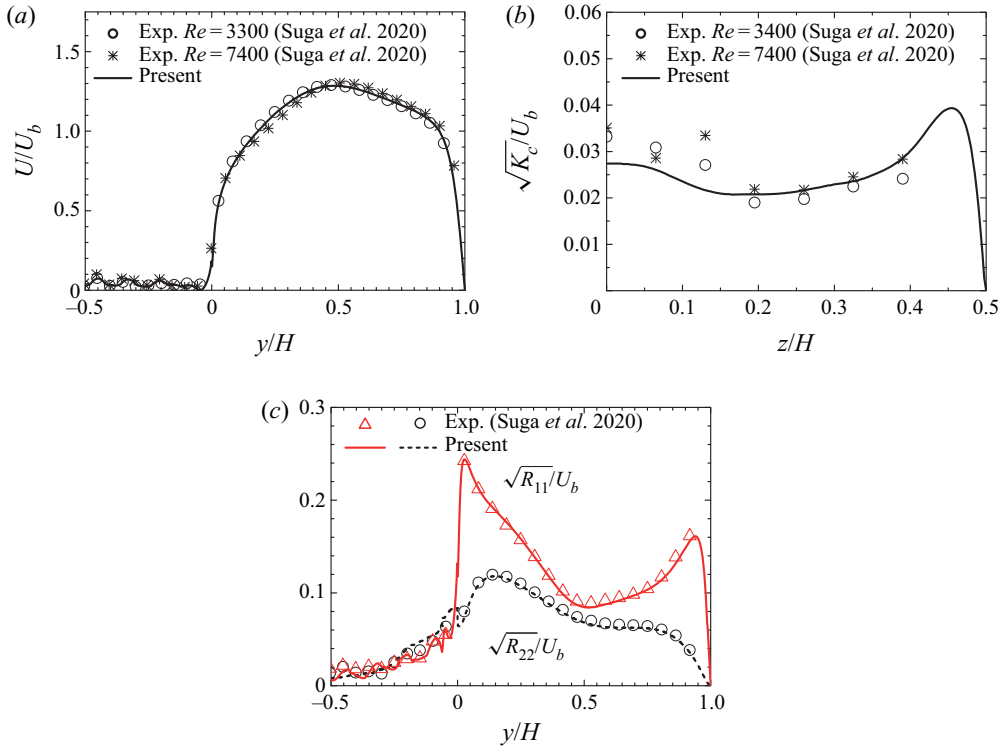 (a)
Exp. Re = 3300 (Suga et al. 2020)
Exp. Re = 7400 (Suga et al. 2020)
Present
1.5
1.0
0.5
0
U/U_b
−0.5
0
0.5
1.0
y/H
(b)
0.06
Exp. Re = 3400 (Suga et al. 2020)
Exp. Re = 7400 (Suga et al. 2020)
Present
0.05
0.04
0.03
0.02
0.01
√K_c/U_b
0
0.1
0.2
0.3
0.4
0.5
z/H
(c)
0.3
Exp. (Suga et al. 2020)
Present
0.2
0.1
0
√R_11/U_b
√R_22/U_b
−0.5
0
0.5
1.0
y/H